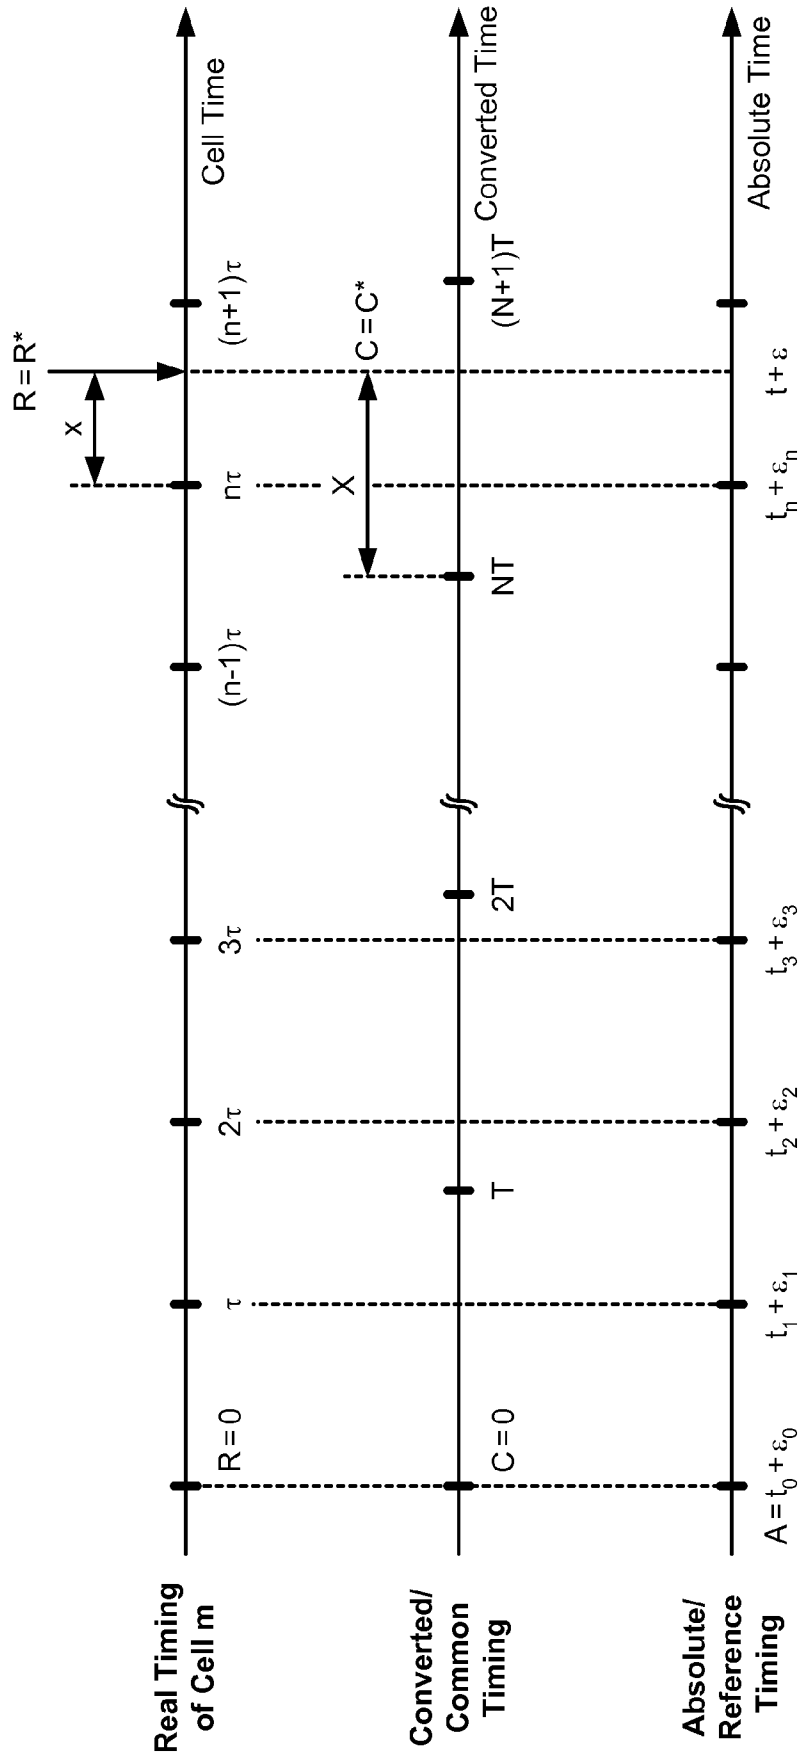 R = R*
x
Real Timing
of Cell m
R = 0
τ
2τ
3τ
(n-1)τ
nτ
(n+1)τ
Cell Time
X
C = C*
Converted/
Common
Timing
C = 0
T
2T
NT
(N+1)T
Converted Time
Absolute/
Reference
Timing
A = t₀ + ε₀
t₁ + ε₁
t₂ + ε₂
t₃ + ε₃
tₙ + εₙ
t + ε
Absolute Time